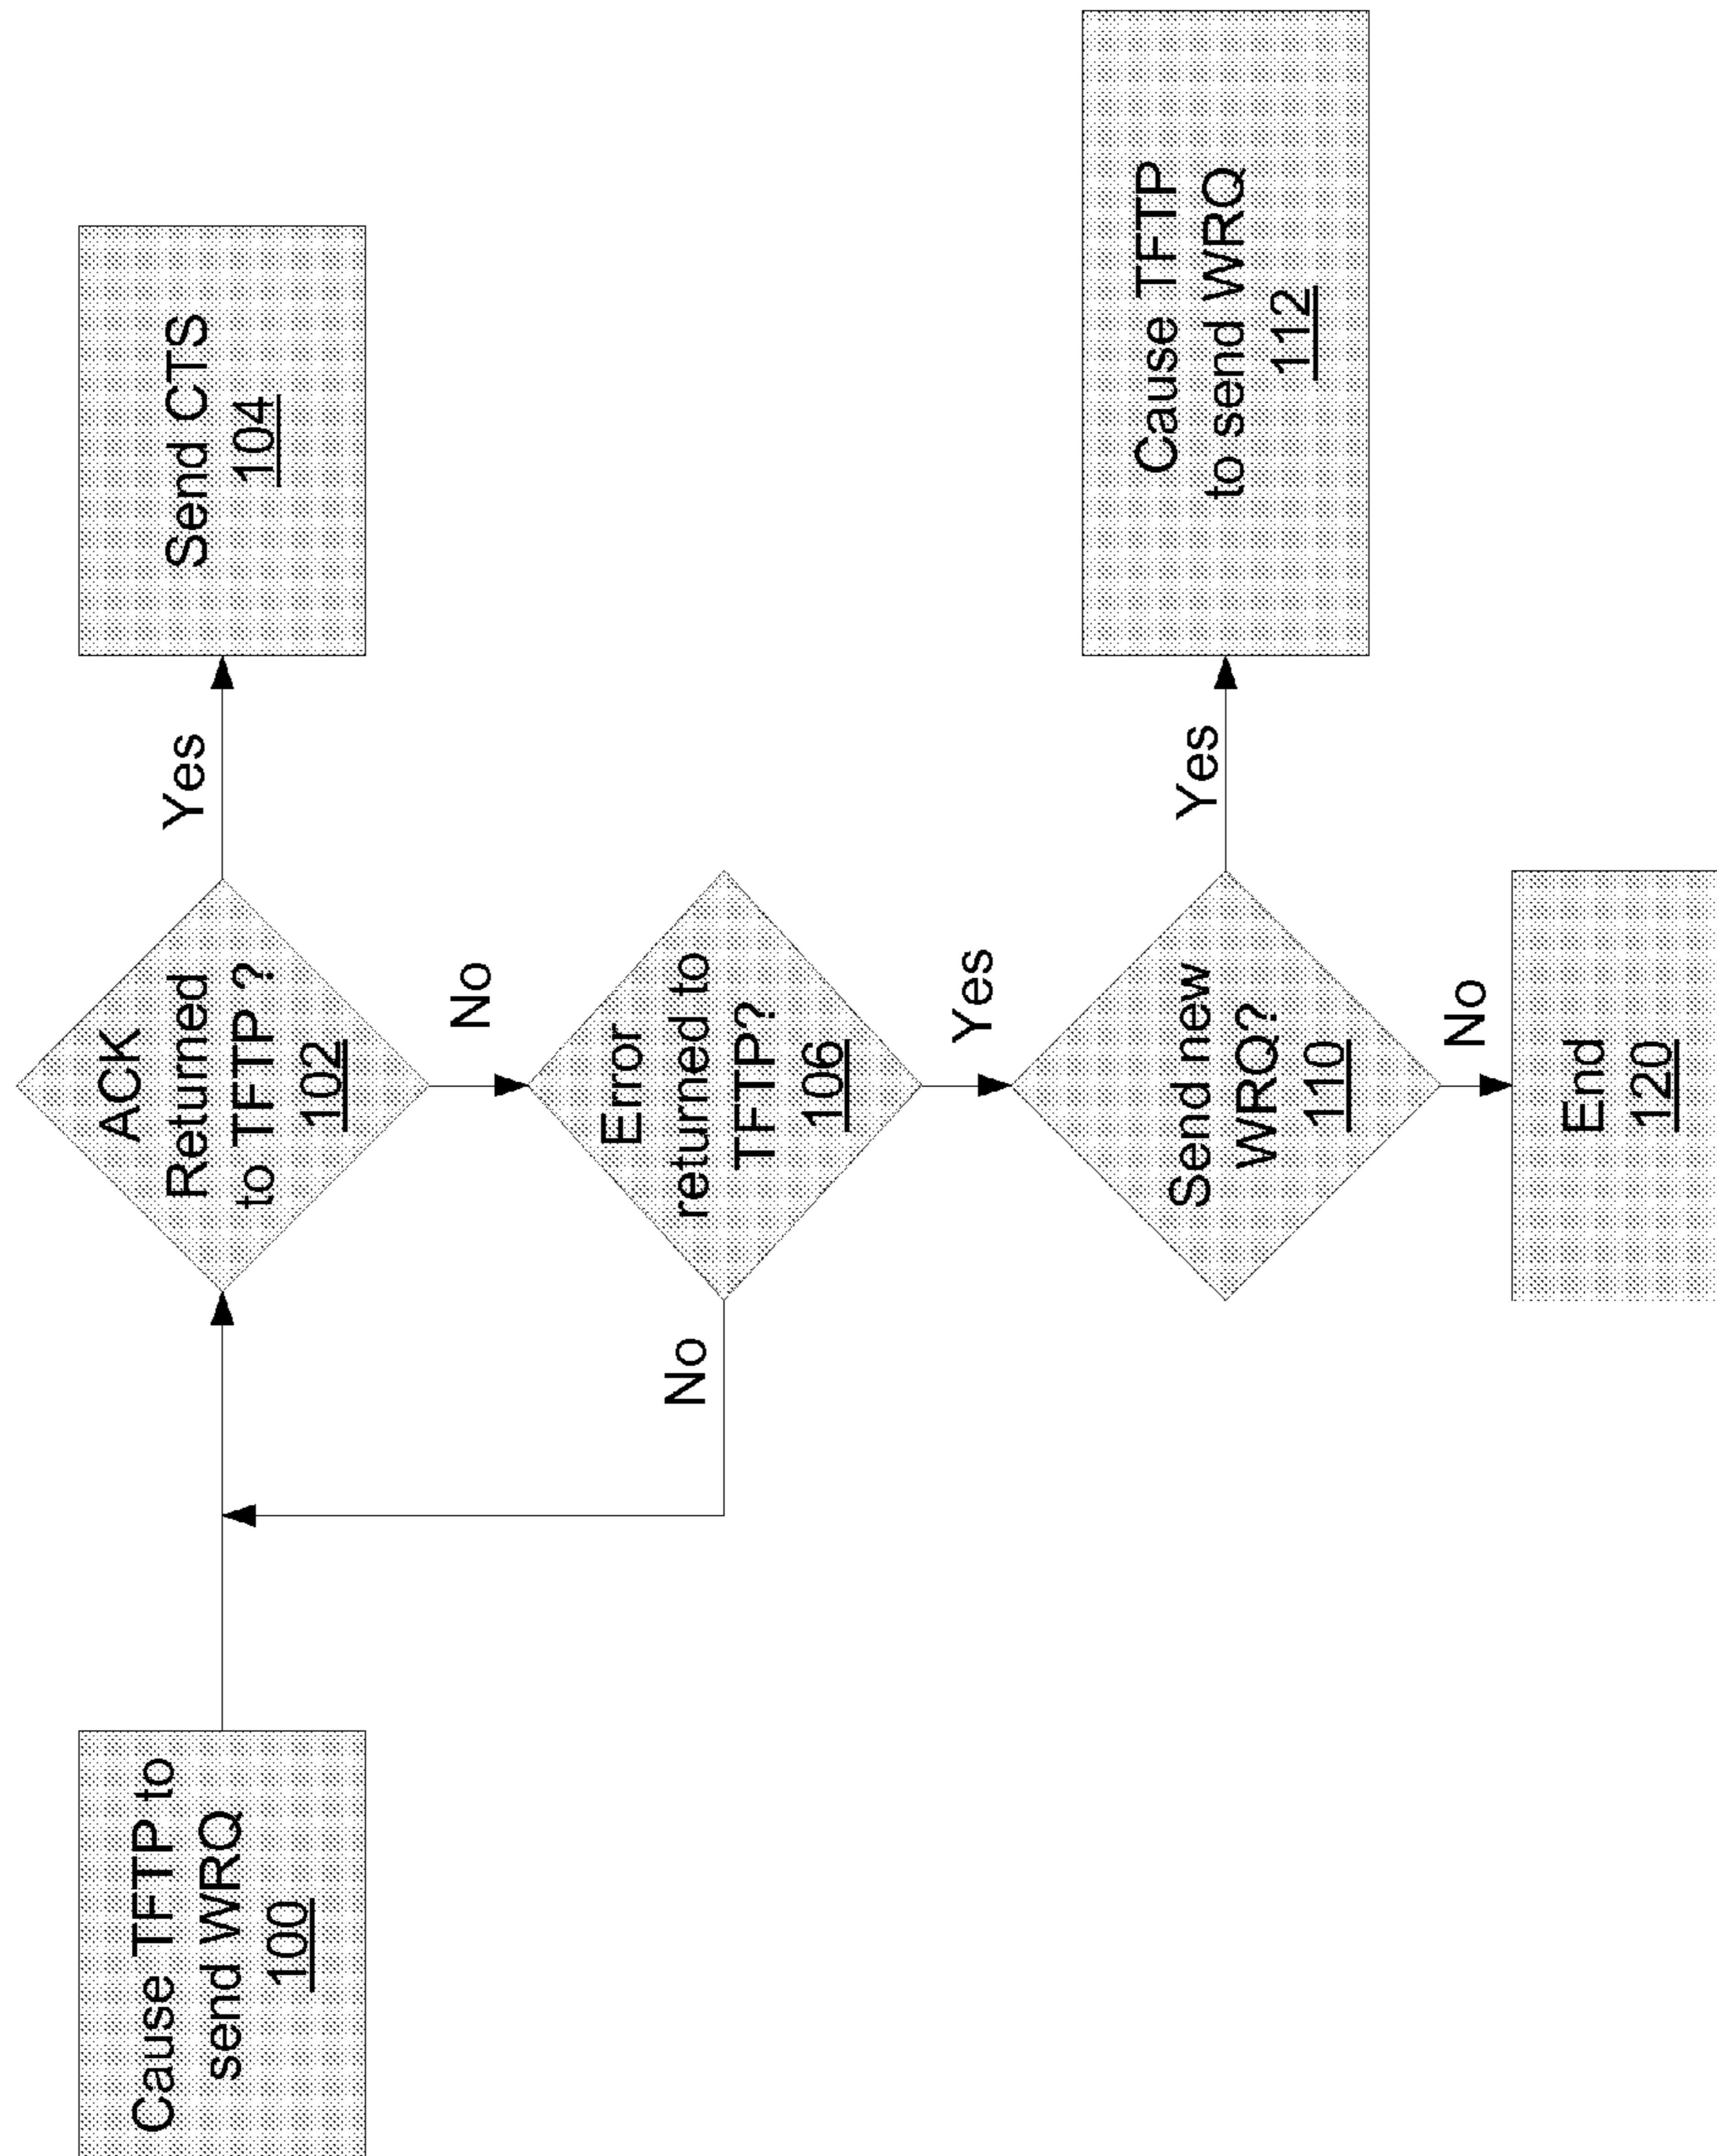 Cause TFTP to
send WRQ
100
ACK
Returned
to TFTP ?
102
Yes
Send CTS
104
No
Error
returned to
TFTP?
106
No
Yes
Send new
WRQ?
110
Yes
Cause TFTP
to send WRQ
112
No
End
120